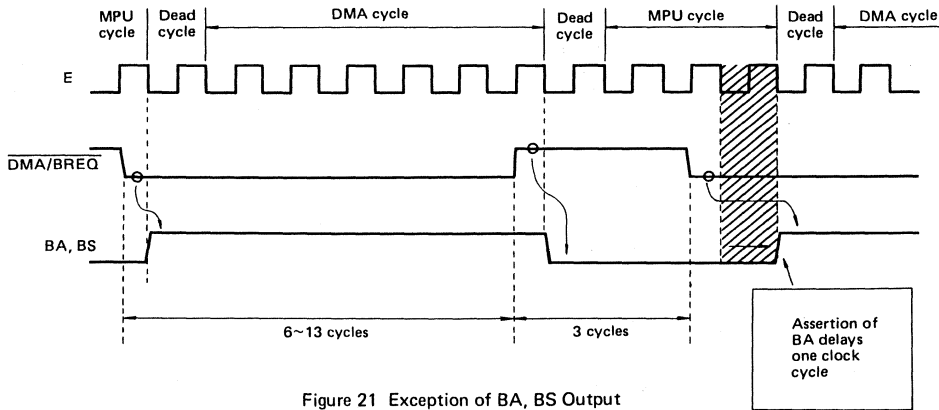 MPU cycle
Dead cycle
DMA cycle
Dead cycle
MPU cycle
Dead cycle
DMA cycle
E
DMA/BREQ
BA, BS
6~13 cycles
3 cycles
Assertion of
BA delays
one clock
cycle
Figure 21 Exception of BA, BS Output